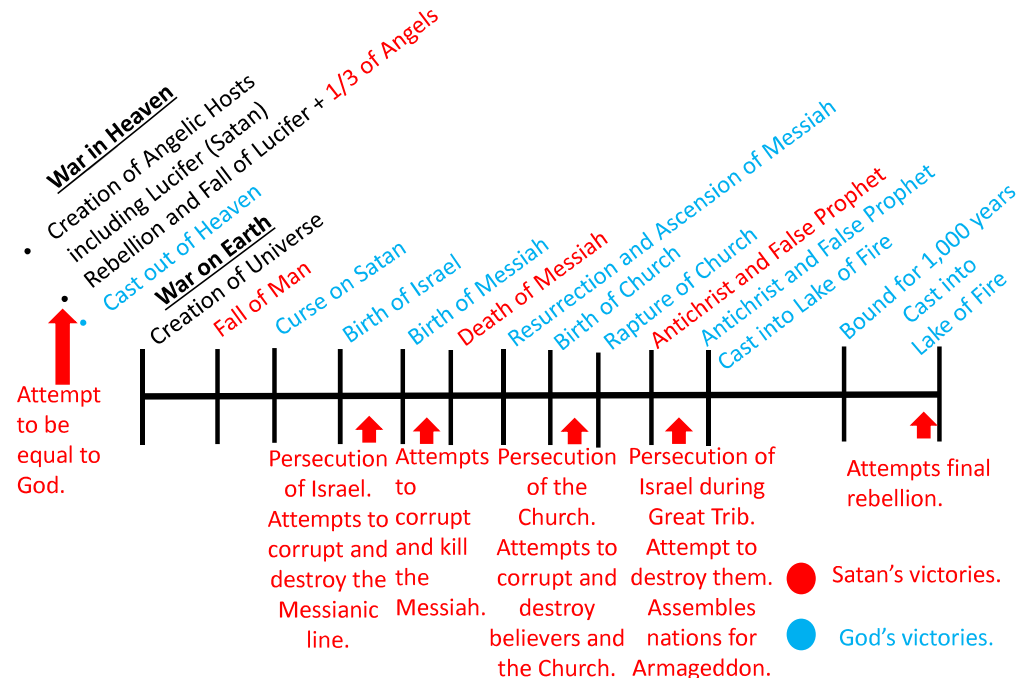 War in Heaven
• Creation of Angelic Hosts
including Lucifer (Satan)
• Rebellion and Fall of Lucifer + 1/3 of Angels
• Cast out of Heaven
War on Earth
Creation of Universe
Fall of Man
Curse on Satan
Birth of Israel
Birth of Messiah
Death of Messiah
Resurrection and Ascension of Messiah
Birth of Church
Rapture of Church
Antichrist and False Prophet
Antichrist and False Prophet
Cast into Lake of Fire
Bound for 1,000 years
Cast into
Lake of Fire
Attempt
to be
equal to
God.
Persecution
of Israel.
Attempts to
corrupt and
destroy the
Messianic
line.
Attempts
to
corrupt
and kill
the
Messiah.
Persecution
of the
Church.
Attempts to
corrupt and
destroy
believers and
the Church.
Persecution of
Israel during
Great Trib.
Attempt to
destroy them.
Assembles
nations for
Armageddon.
Attempts final
rebellion.
Satan’s victories.
God’s victories.